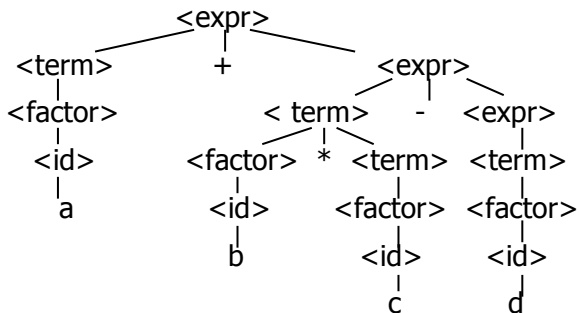 <expr>
<term> + <expr>
<factor> < term> - <expr>
<id> <factor> * <term> <term>
a <id> <factor> <factor>
b <id> <id>
c d